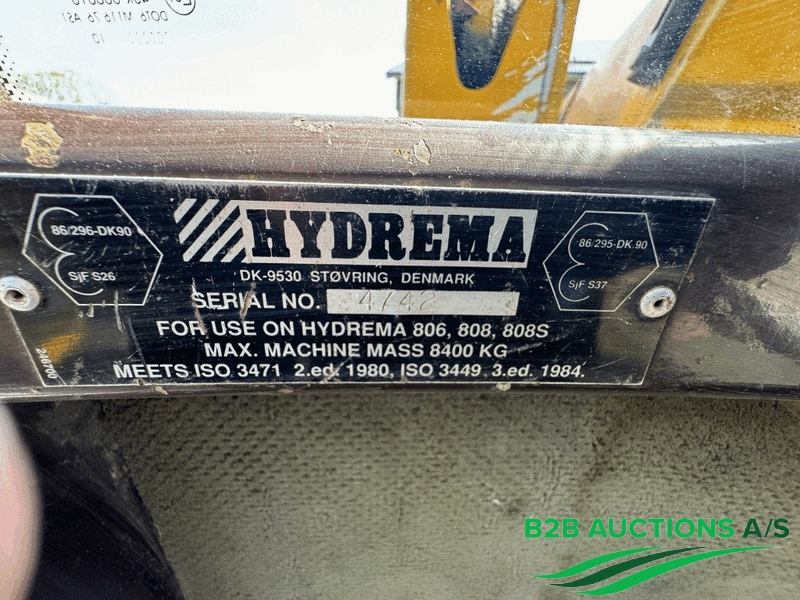 86/296-DK90
SjF S26
HYDREMA
DK-9530 STØVRING, DENMARK
86/295-DK.90
SjF S37
SERIAL NO. 4742
FOR USE ON HYDREMA 806, 808, 808S
MAX. MACHINE MASS 8400 KG
MEETS ISO 3471 2.ed. 1980, ISO 3449 3.ed 1984.
246700
B2B AUCTIONS A/S